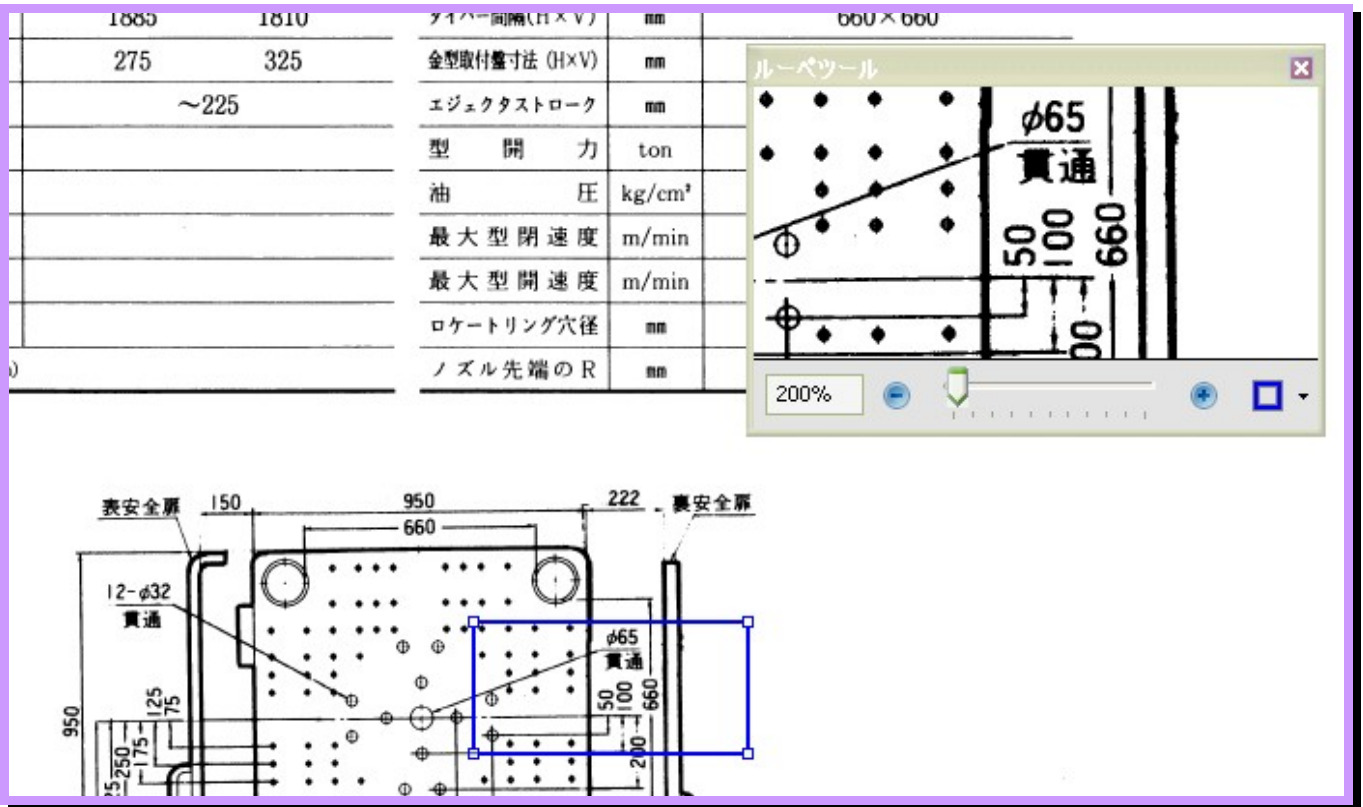 1885 1810
タイバー間隔(H×V) mm 660×660
275 325
金型取付盤寸法 (H×V) mm
～225
エジェクタストローク mm
型開力 ton
油圧 kg/cm²
最大型閉速度 m/min
最大型開速度 m/min
ロケートリング穴径 mm
ノズル先端のR mm
ルーペツール
φ65
貫通
50
100
660
00
200%
表安全扉
150
950
222
裏安全扉
660
12-φ32
貫通
φ65
貫通
125
75
950
50
100
660
175
250
25
200